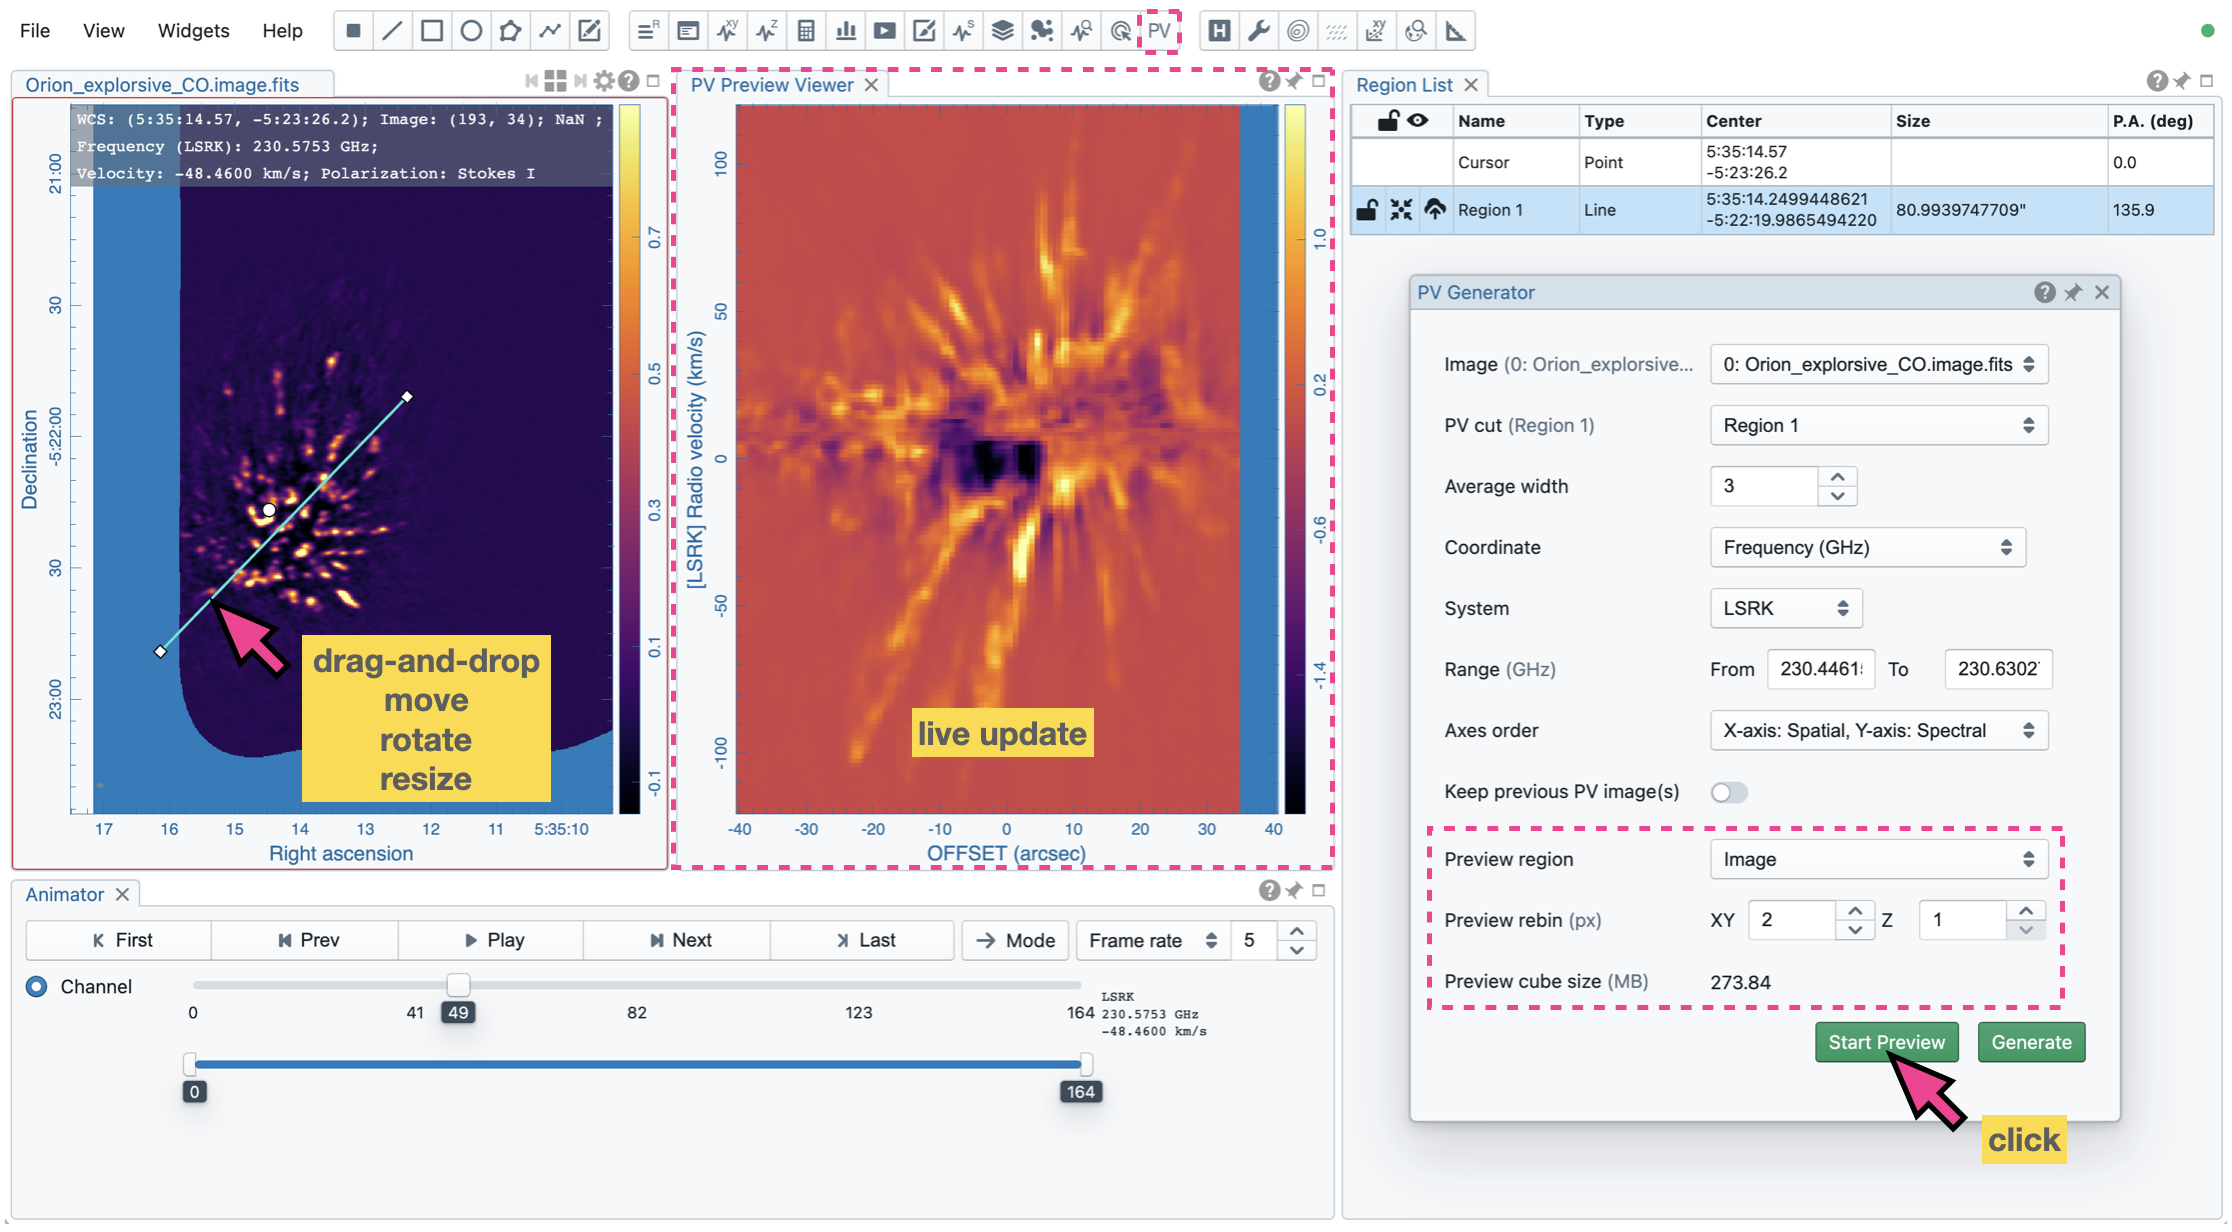 File View Widgets Help
R XY Z S PV H XY
Orion_explorsive_CO.image.fits
WCS: (5:35:14.57, -5:23:26.2); Image: (193, 34); NaN ;
Frequency (LSRK): 230.5753 GHz;
Velocity: -48.4600 km/s; Polarization: Stokes I
Declination
21:00
30
-5:22:00
30
23:00
0.7
0.5
0.3
0.1
-0.1
17 16 15 14 13 12 11 5:35:10
Right ascension
drag-and-drop
move
rotate
resize
PV Preview Viewer
[LSRK] Radio velocity (km/s)
100
50
0
-50
-100
1.0
0.2
-0.6
-1.4
live update
-40 -30 -20 -10 0 10 20 30 40
OFFSET (arcsec)
Region List
Name Type Center Size P.A. (deg)
Cursor Point 5:35:14.57 0.0
-5:23:26.2
Region 1 Line 5:35:14.2499448621 80.9939747709" 135.9
-5:22:19.9865494220
PV Generator
Image (0: Orion_explorsive... 0: Orion_explorsive_CO.image.fits
PV cut (Region 1) Region 1
Average width 3
Coordinate Frequency (GHz)
System LSRK
Range (GHz) From 230.4461 To 230.6302
Axes order X-axis: Spatial, Y-axis: Spectral
Keep previous PV image(s)
Preview region Image
Preview rebin (px) XY 2 Z 1
Preview cube size (MB) 273.84
Start Preview Generate
click
Animator
First Prev Play Next Last Mode Frame rate 5
Channel
0 41 49 82 123 164
LSRK
230.5753 GHz
-48.4600 km/s
0 164